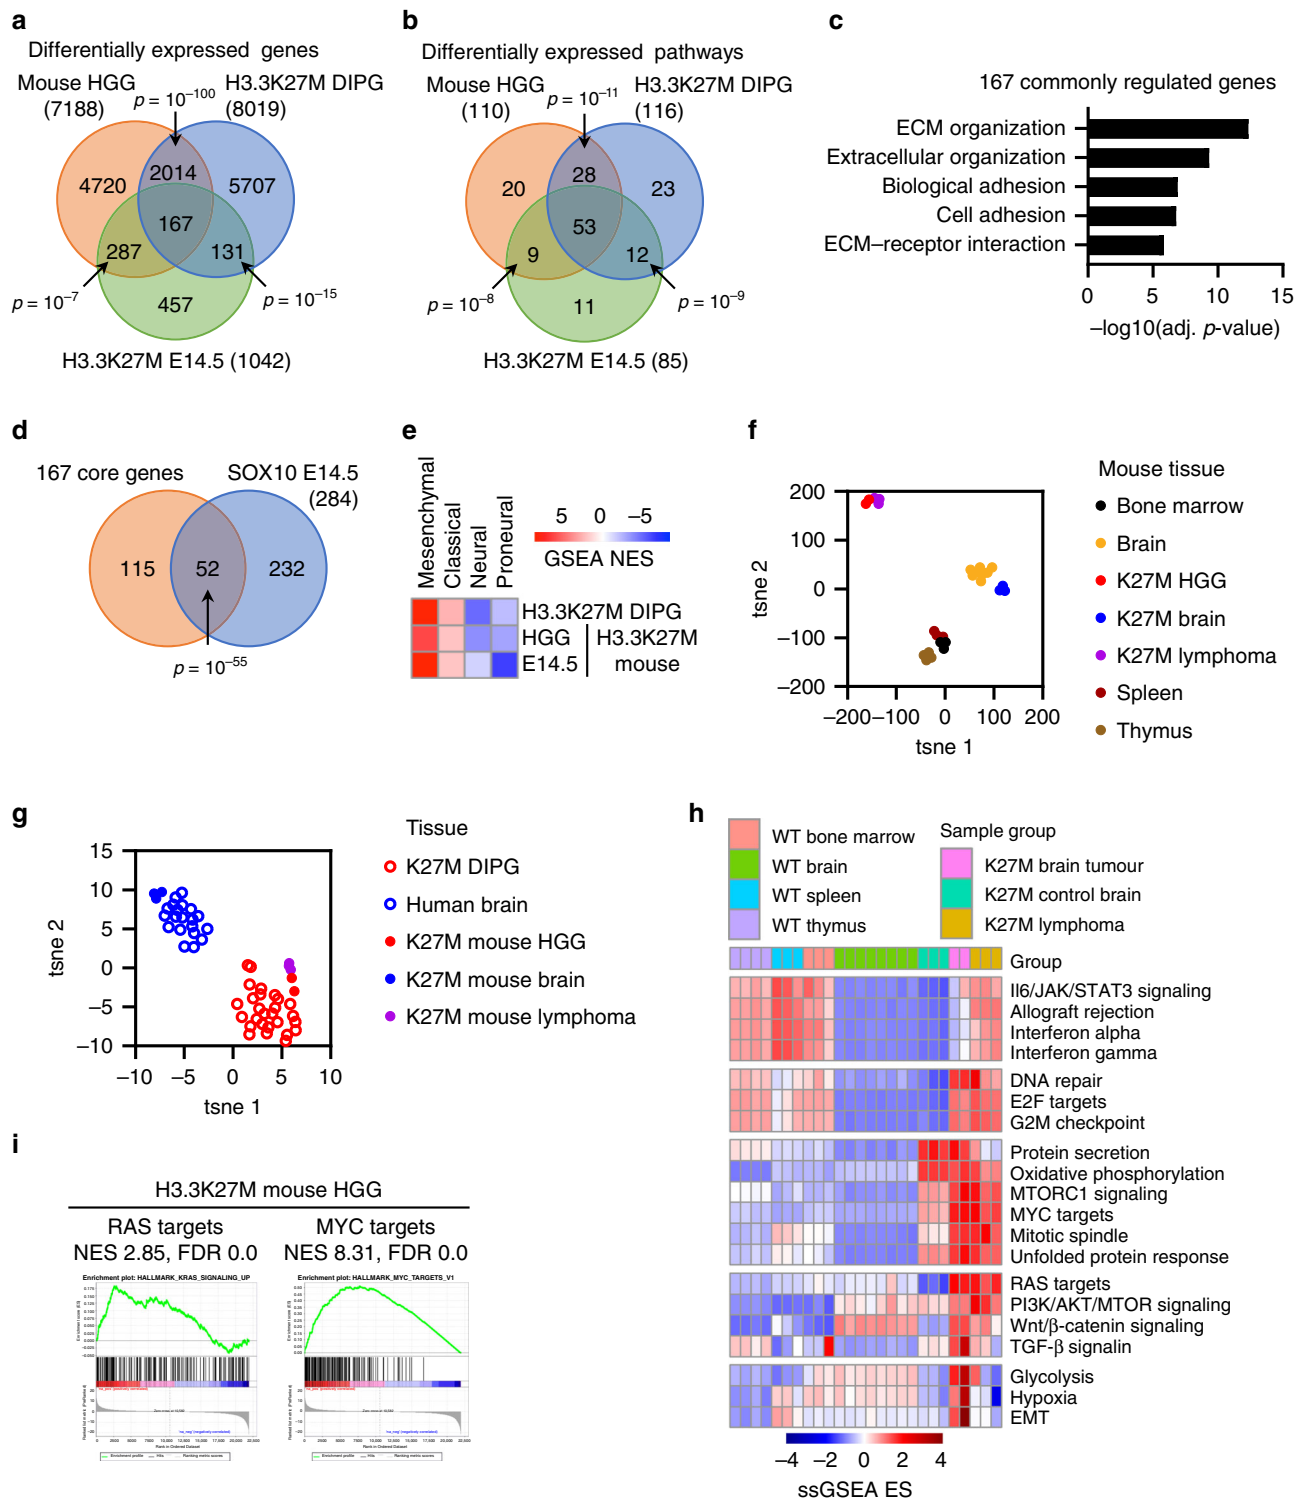 a
Differentially expressed genes
Mouse HGG
(7188)
p = 10–100
H3.3K27M DIPG
(8019)
4720
2014
5707
167
287
131
457
p = 10–7
p = 10–15
H3.3K27M E14.5 (1042)
b
Differentially expressed pathways
Mouse HGG
(110)
p = 10–11
H3.3K27M DIPG
(116)
20
28
23
53
9
12
11
p = 10–8
p = 10–9
H3.3K27M E14.5 (85)
c
167 commonly regulated genes
ECM organization
Extracellular organization
Biological adhesion
Cell adhesion
ECM–receptor interaction
0 5 10 15
–log10(adj. p-value)
d
167 core genes
SOX10 E14.5
(284)
115
52
232
p = 10–55
e
Mesenchymal
Classical
Neural
Proneural
5 0 –5
GSEA NES
H3.3K27M DIPG
HGG
E14.5
H3.3K27M
mouse
f
tsne 2
200
100
0
–100
–200
–200 –100 0 100 200
tsne 1
Mouse tissue
Bone marrow
Brain
K27M HGG
K27M brain
K27M lymphoma
Spleen
Thymus
g
tsne 2
15
10
5
0
–5
–10
–10 –5 0 5 10
tsne 1
Tissue
K27M DIPG
Human brain
K27M mouse HGG
K27M mouse brain
K27M mouse lymphoma
h
WT bone marrow
WT brain
WT spleen
WT thymus
Sample group
K27M brain tumour
K27M control brain
K27M lymphoma
Group
Il6/JAK/STAT3 signaling
Allograft rejection
Interferon alpha
Interferon gamma
DNA repair
E2F targets
G2M checkpoint
Protein secretion
Oxidative phosphorylation
MTORC1 signaling
MYC targets
Mitotic spindle
Unfolded protein response
RAS targets
PI3K/AKT/MTOR signaling
Wnt/β-catenin signaling
TGF-β signalin
Glycolysis
Hypoxia
EMT
–4 –2 0 2 4
ssGSEA ES
i
H3.3K27M mouse HGG
RAS targets
NES 2.85, FDR 0.0
MYC targets
NES 8.31, FDR 0.0
Enrichment plot: HALLMARK_KRAS_SIGNALING_UP
Enrichment plot: HALLMARK_MYC_TARGETS_V1